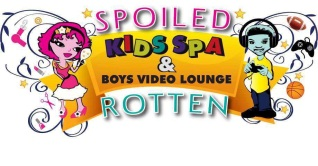 SPOILED
KIDS SPA
&
BOYS VIDEO LOUNGE
ROTTEN